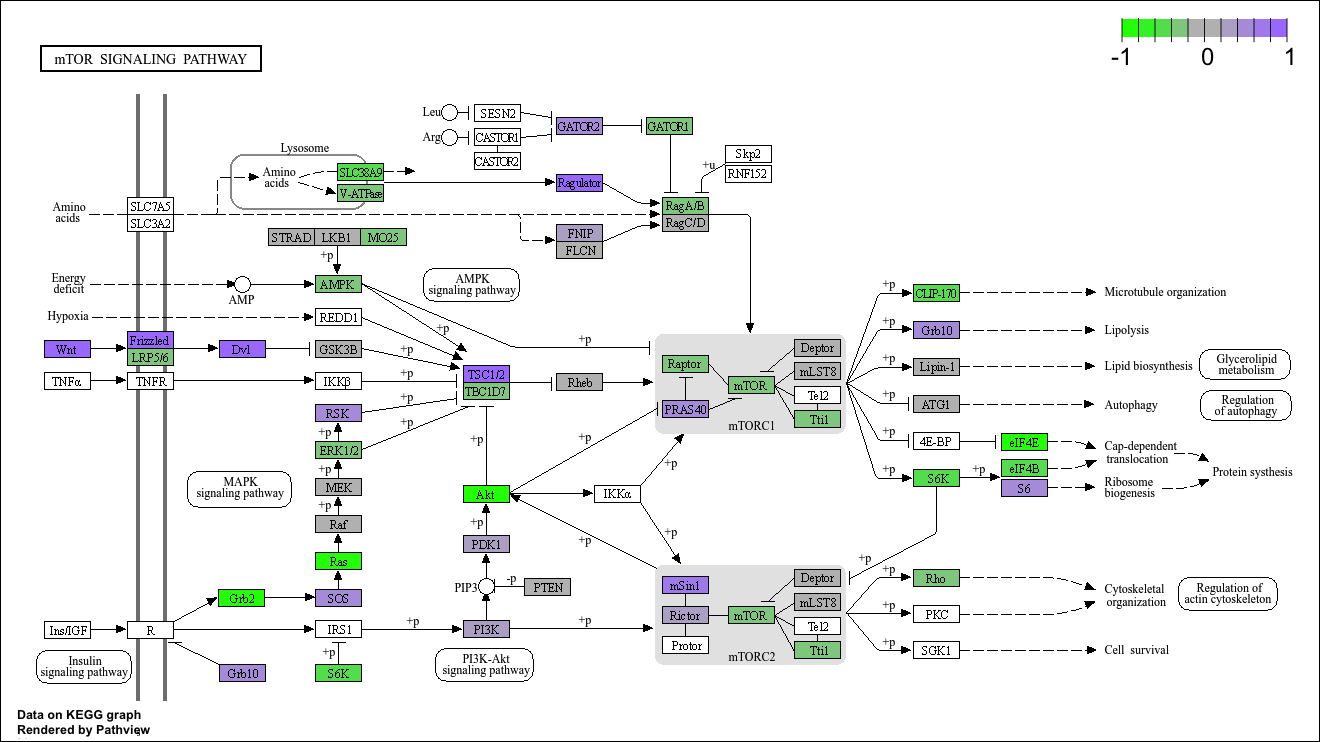 -1 0 1
mTOR SIGNALING PATHWAY
Leu
SESN2
GATOR2
GATOR1
Arg
CASTOR1
CASTOR2
Skp2
RNF152
+u
Lysosome
Amino
acids
SLC38A9
V-ATPase
Ragulator
Amino
acids
SLC7A5
SLC3A2
RagA/B
RagC/D
FNIP
FLCN
STRAD LKB1 MO25
+p
Energy
deficit
AMP
AMPK
AMPK
signaling pathway
Hypoxia
REDD1
+p
+p
Wnt
Frizzled
LRP5/6
Dvl
GSK3B
+p
TNFα
TNFR
IKKβ
+p
TSC1/2
TBC1D7
Rheb
RSK
+p
+p
ERK1/2
+p
+p
MEK
+p
Raf
Ras
MAPK
signaling pathway
Grb2
SOS
Akt
+p
+p
PDK1
PIP3
-p
PTEN
+p
IKKα
+p
+p
+p
Raptor
PRAS40
mTOR
Deptor
mLST8
Tel2
Tti1
mTORC1
+p
CLIP-170
Microtubule organization
+p
Grb10
Lipolysis
+p
Lipin-1
Lipid biosynthesis
Glycerolipid
metabolism
+p
ATG1
Autophagy
Regulation
of autophagy
+p
4E-BP
eIF4E
Cap-dependent
translocation
+p
S6K
+p
eIF4B
S6
Ribosome
biogenesis
Protein systhesis
+p
mSin1
Rictor
Protor
mTOR
Deptor
mLST8
Tel2
Tti1
mTORC2
+p
Rho
+p
PKC
+p
SGK1
Cytoskeletal
organization
Regulation of
actin cytoskeleton
Cell survival
Ins/IGF
R
IRS1
+p
PI3K
+p
+p
Insulin
signaling pathway
Grb10
S6K
PI3K-Akt
signaling pathway
Data on KEGG graph
Rendered by Pathview